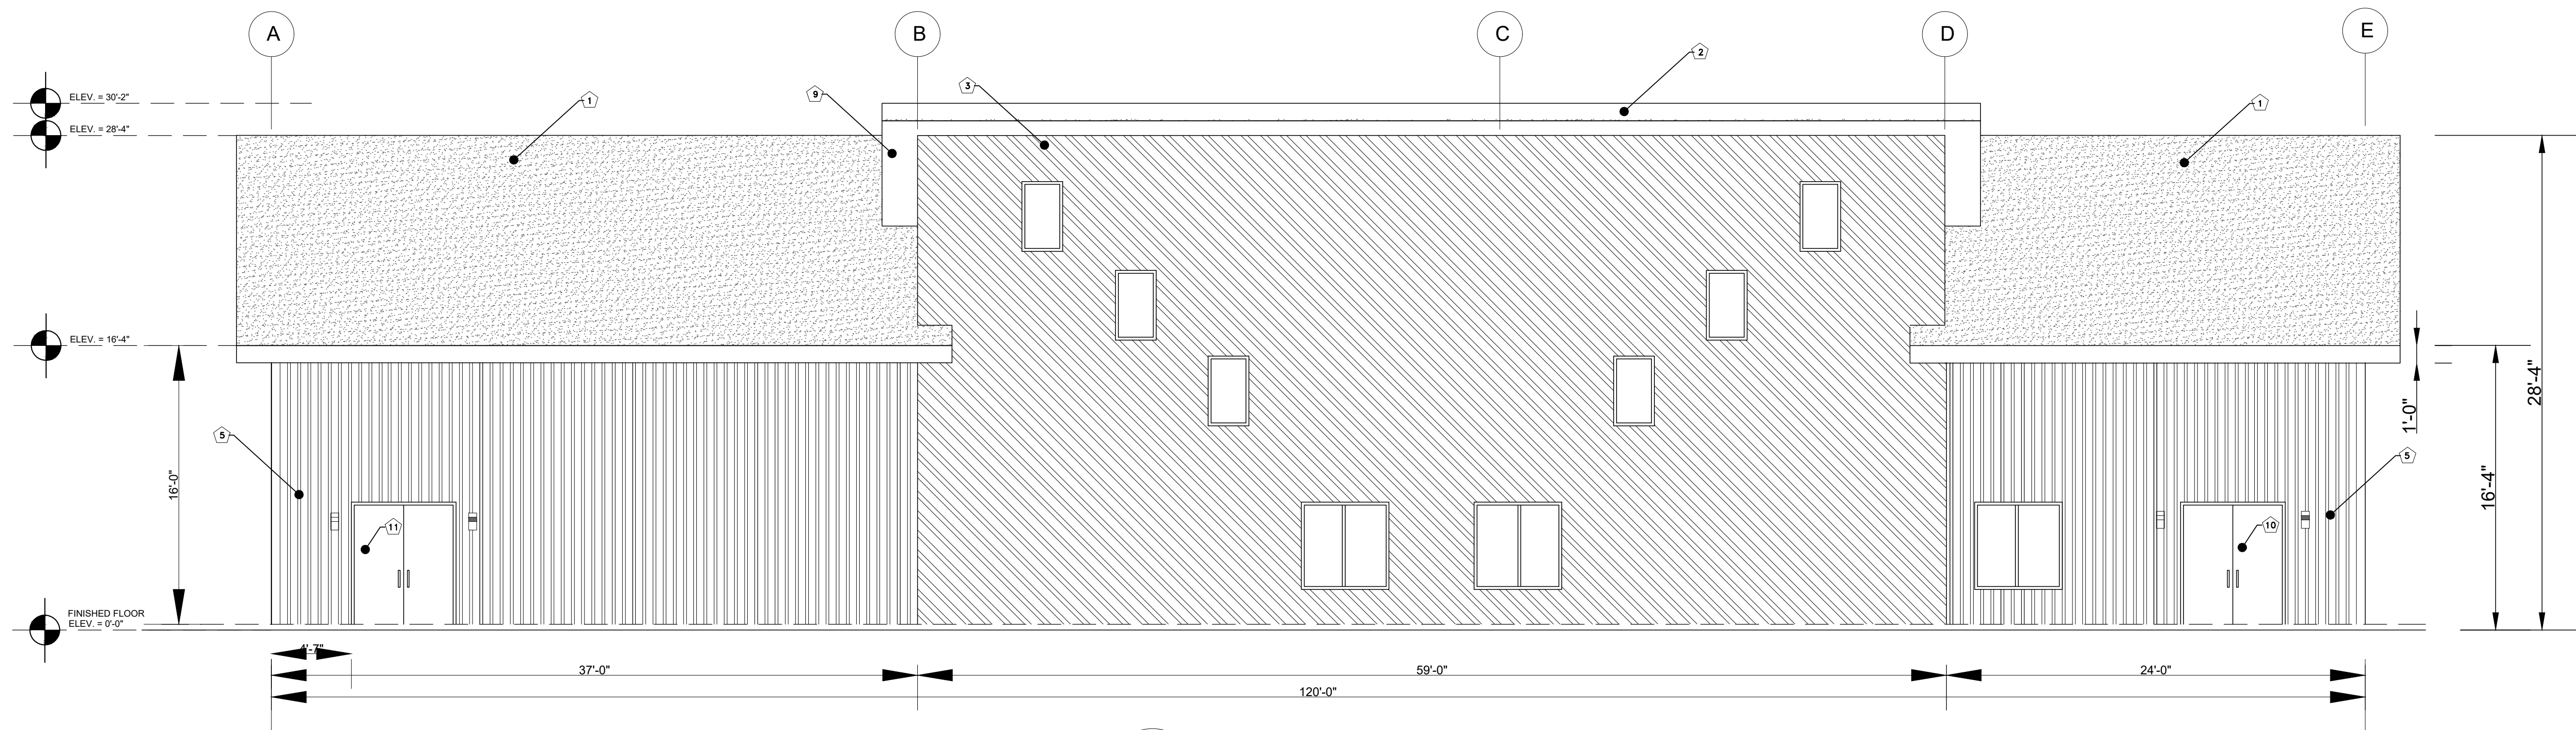 A
B
C
D
E
2
3
9
1
1
ELEV. = 30'-2"
ELEV. = 28'-4"
ELEV. = 16'-4"
28'-4"
1'-0"
5
5
16'-0"
16'-4"
11
10
FINISHED FLOOR
ELEV. = 0'-0"
4'-7"
37'-0"
59'-0"
24'-0"
120'-0"